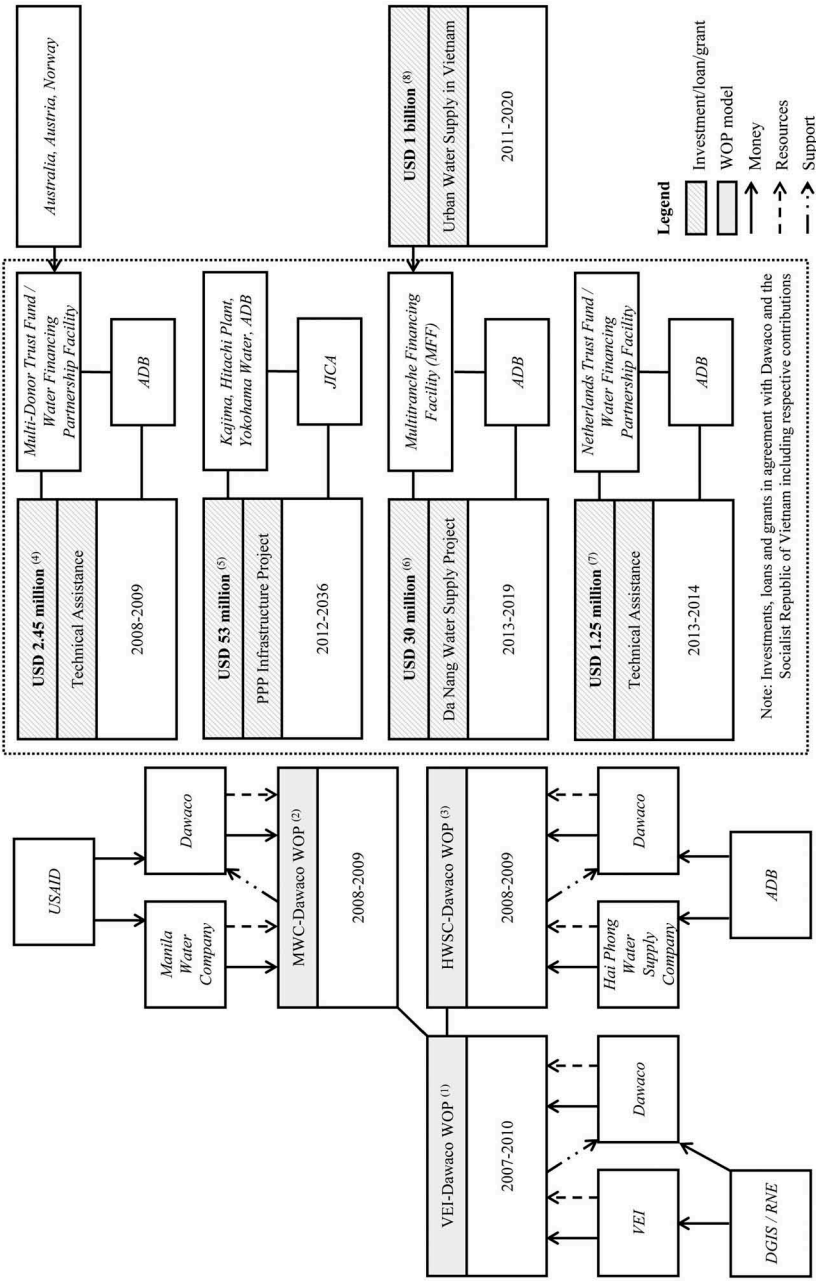 USAID
Manila
Water
Company
Dawaco
MWC-Dawaco WOP (2)
2008-2009
VEI-Dawaco WOP (1)
2007-2010
VEI
Dawaco
DGIS / RNE
HWSC-Dawaco WOP (3)
2008-2009
Hai Phong
Water
Supply
Company
Dawaco
ADB
USD 2.45 million (4)
Technical Assistance
2008-2009
Multi-Donor Trust Fund /
Water Financing
Partnership Facility
ADB
Australia, Austria, Norway
USD 53 million (5)
PPP Infrastructure Project
2012-2036
Kajima, Hitachi Plant,
Yokohama Water, ADB
JICA
USD 30 million (6)
Da Nang Water Supply Project
2013-2019
Multitranche Financing
Facility (MFF)
ADB
USD 1 billion (8)
Urban Water Supply in Vietnam
2011-2020
USD 1.25 million (7)
Technical Assistance
2013-2014
Netherlands Trust Fund /
Water Financing
Partnership Facility
ADB
Note: Investments, loans and grants in agreement with Dawaco and the
Socialist Republic of Vietnam including respective contributions
Legend
Investment/loan/grant
WOP model
Money
Resources
Support